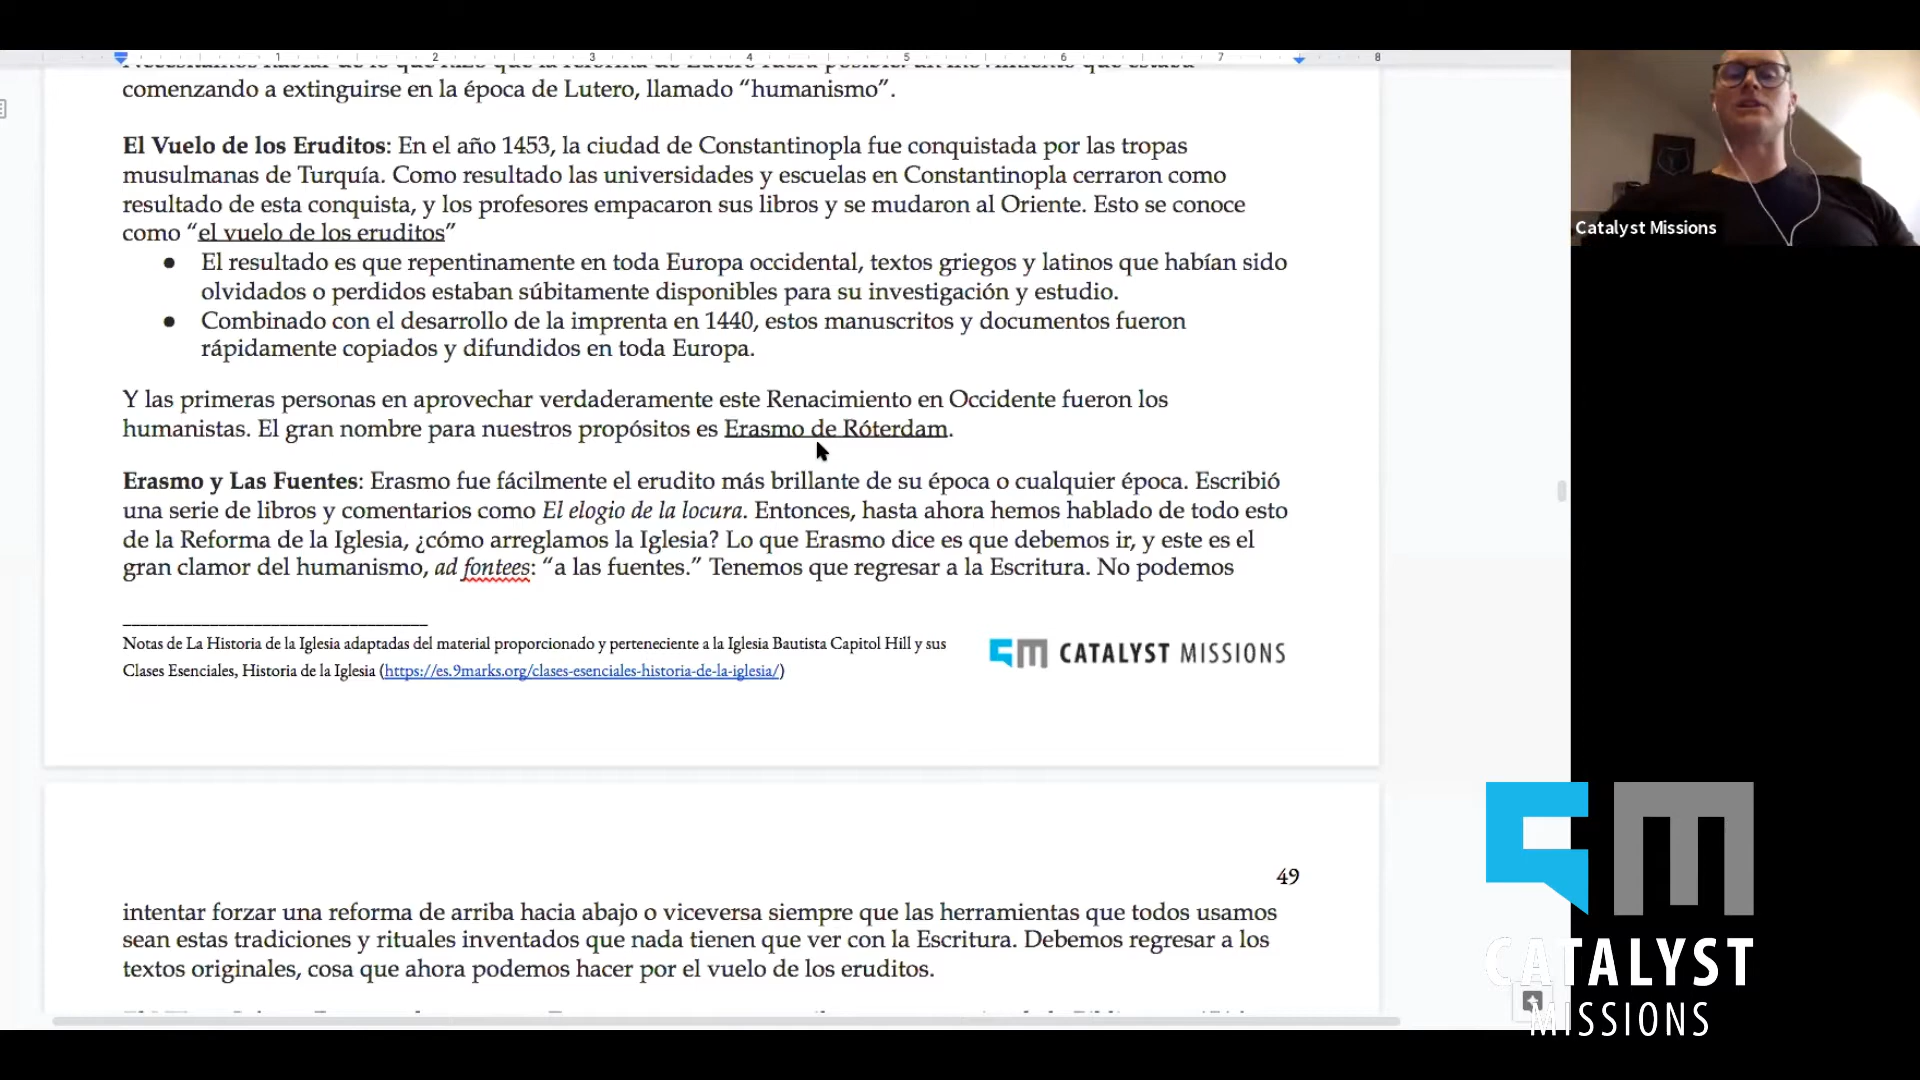 1 2 3 4 5 6 7 8
comenzando a extinguirse en la época de Lutero, llamado “humanismo”.
El Vuelo de los Eruditos: En el año 1453, la ciudad de Constantinopla fue conquistada por las tropas
musulmanas de Turquía. Como resultado las universidades y escuelas en Constantinopla cerraron como
resultado de esta conquista, y los profesores empacaron sus libros y se mudaron al Oriente. Esto se conoce
como “el vuelo de los eruditos”
● El resultado es que repentinamente en toda Europa occidental, textos griegos y latinos que habían sido
olvidados o perdidos estaban súbitamente disponibles para su investigación y estudio.
● Combinado con el desarrollo de la imprenta en 1440, estos manuscritos y documentos fueron
rápidamente copiados y difundidos en toda Europa.
Y las primeras personas en aprovechar verdaderamente este Renacimiento en Occidente fueron los
humanistas. El gran nombre para nuestros propósitos es Erasmo de Róterdam.
Erasmo y Las Fuentes: Erasmo fue fácilmente el erudito más brillante de su época o cualquier época. Escribió
una serie de libros y comentarios como El elogio de la locura. Entonces, hasta ahora hemos hablado de todo esto
de la Reforma de la Iglesia, ¿cómo arreglamos la Iglesia? Lo que Erasmo dice es que debemos ir, y este es el
gran clamor del humanismo, ad fontees: “a las fuentes.” Tenemos que regresar a la Escritura. No podemos
Notas de La Historia de la Iglesia adaptadas del material proporcionado y perteneciente a la Iglesia Bautista Capitol Hill y sus
Clases Esenciales, Historia de la Iglesia (https://es.9marks.org/clases-esenciales-historia-de-la-iglesia/)
CATALYST MISSIONS
49
intentar forzar una reforma de arriba hacia abajo o viceversa siempre que las herramientas que todos usamos
sean estas tradiciones y rituales inventados que nada tienen que ver con la Escritura. Debemos regresar a los
textos originales, cosa que ahora podemos hacer por el vuelo de los eruditos.
Catalyst Missions
CATALYST
MISSIONS